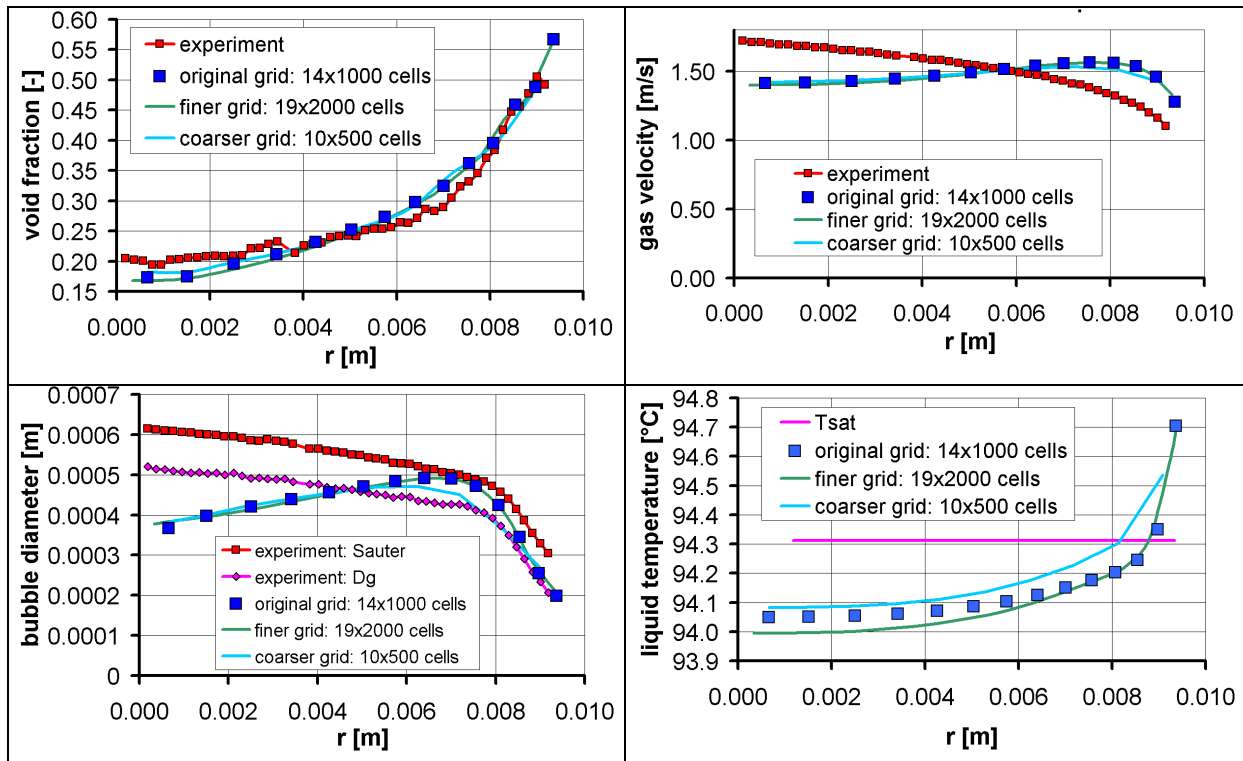 void fraction [-]
0.60
0.55
0.50
0.45
0.40
0.35
0.30
0.25
0.20
0.15
experiment
original grid: 14x1000 cells
finer grid: 19x2000 cells
coarser grid: 10x500 cells
0.000 0.002 0.004 0.006 0.008 0.010
r [m]
gas velocity [m/s]
1.50
1.00
0.50
0.00
experiment
original grid: 14x1000 cells
finer grid: 19x2000 cells
coarser grid: 10x500 cells
0.000 0.002 0.004 0.006 0.008 0.010
r [m]
bubble diameter [m]
0.0007
0.0006
0.0005
0.0004
0.0003
0.0002
0.0001
0
experiment: Sauter
experiment: Dg
original grid: 14x1000 cells
finer grid: 19x2000 cells
coarser grid: 10x500 cells
0.000 0.002 0.004 0.006 0.008 0.010
r [m]
liquid temperature [°C]
94.8
94.7
94.6
94.5
94.4
94.3
94.2
94.1
94.0
93.9
Tsat
original grid: 14x1000 cells
finer grid: 19x2000 cells
coarser grid: 10x500 cells
0.000 0.002 0.004 0.006 0.008 0.010
r [m]